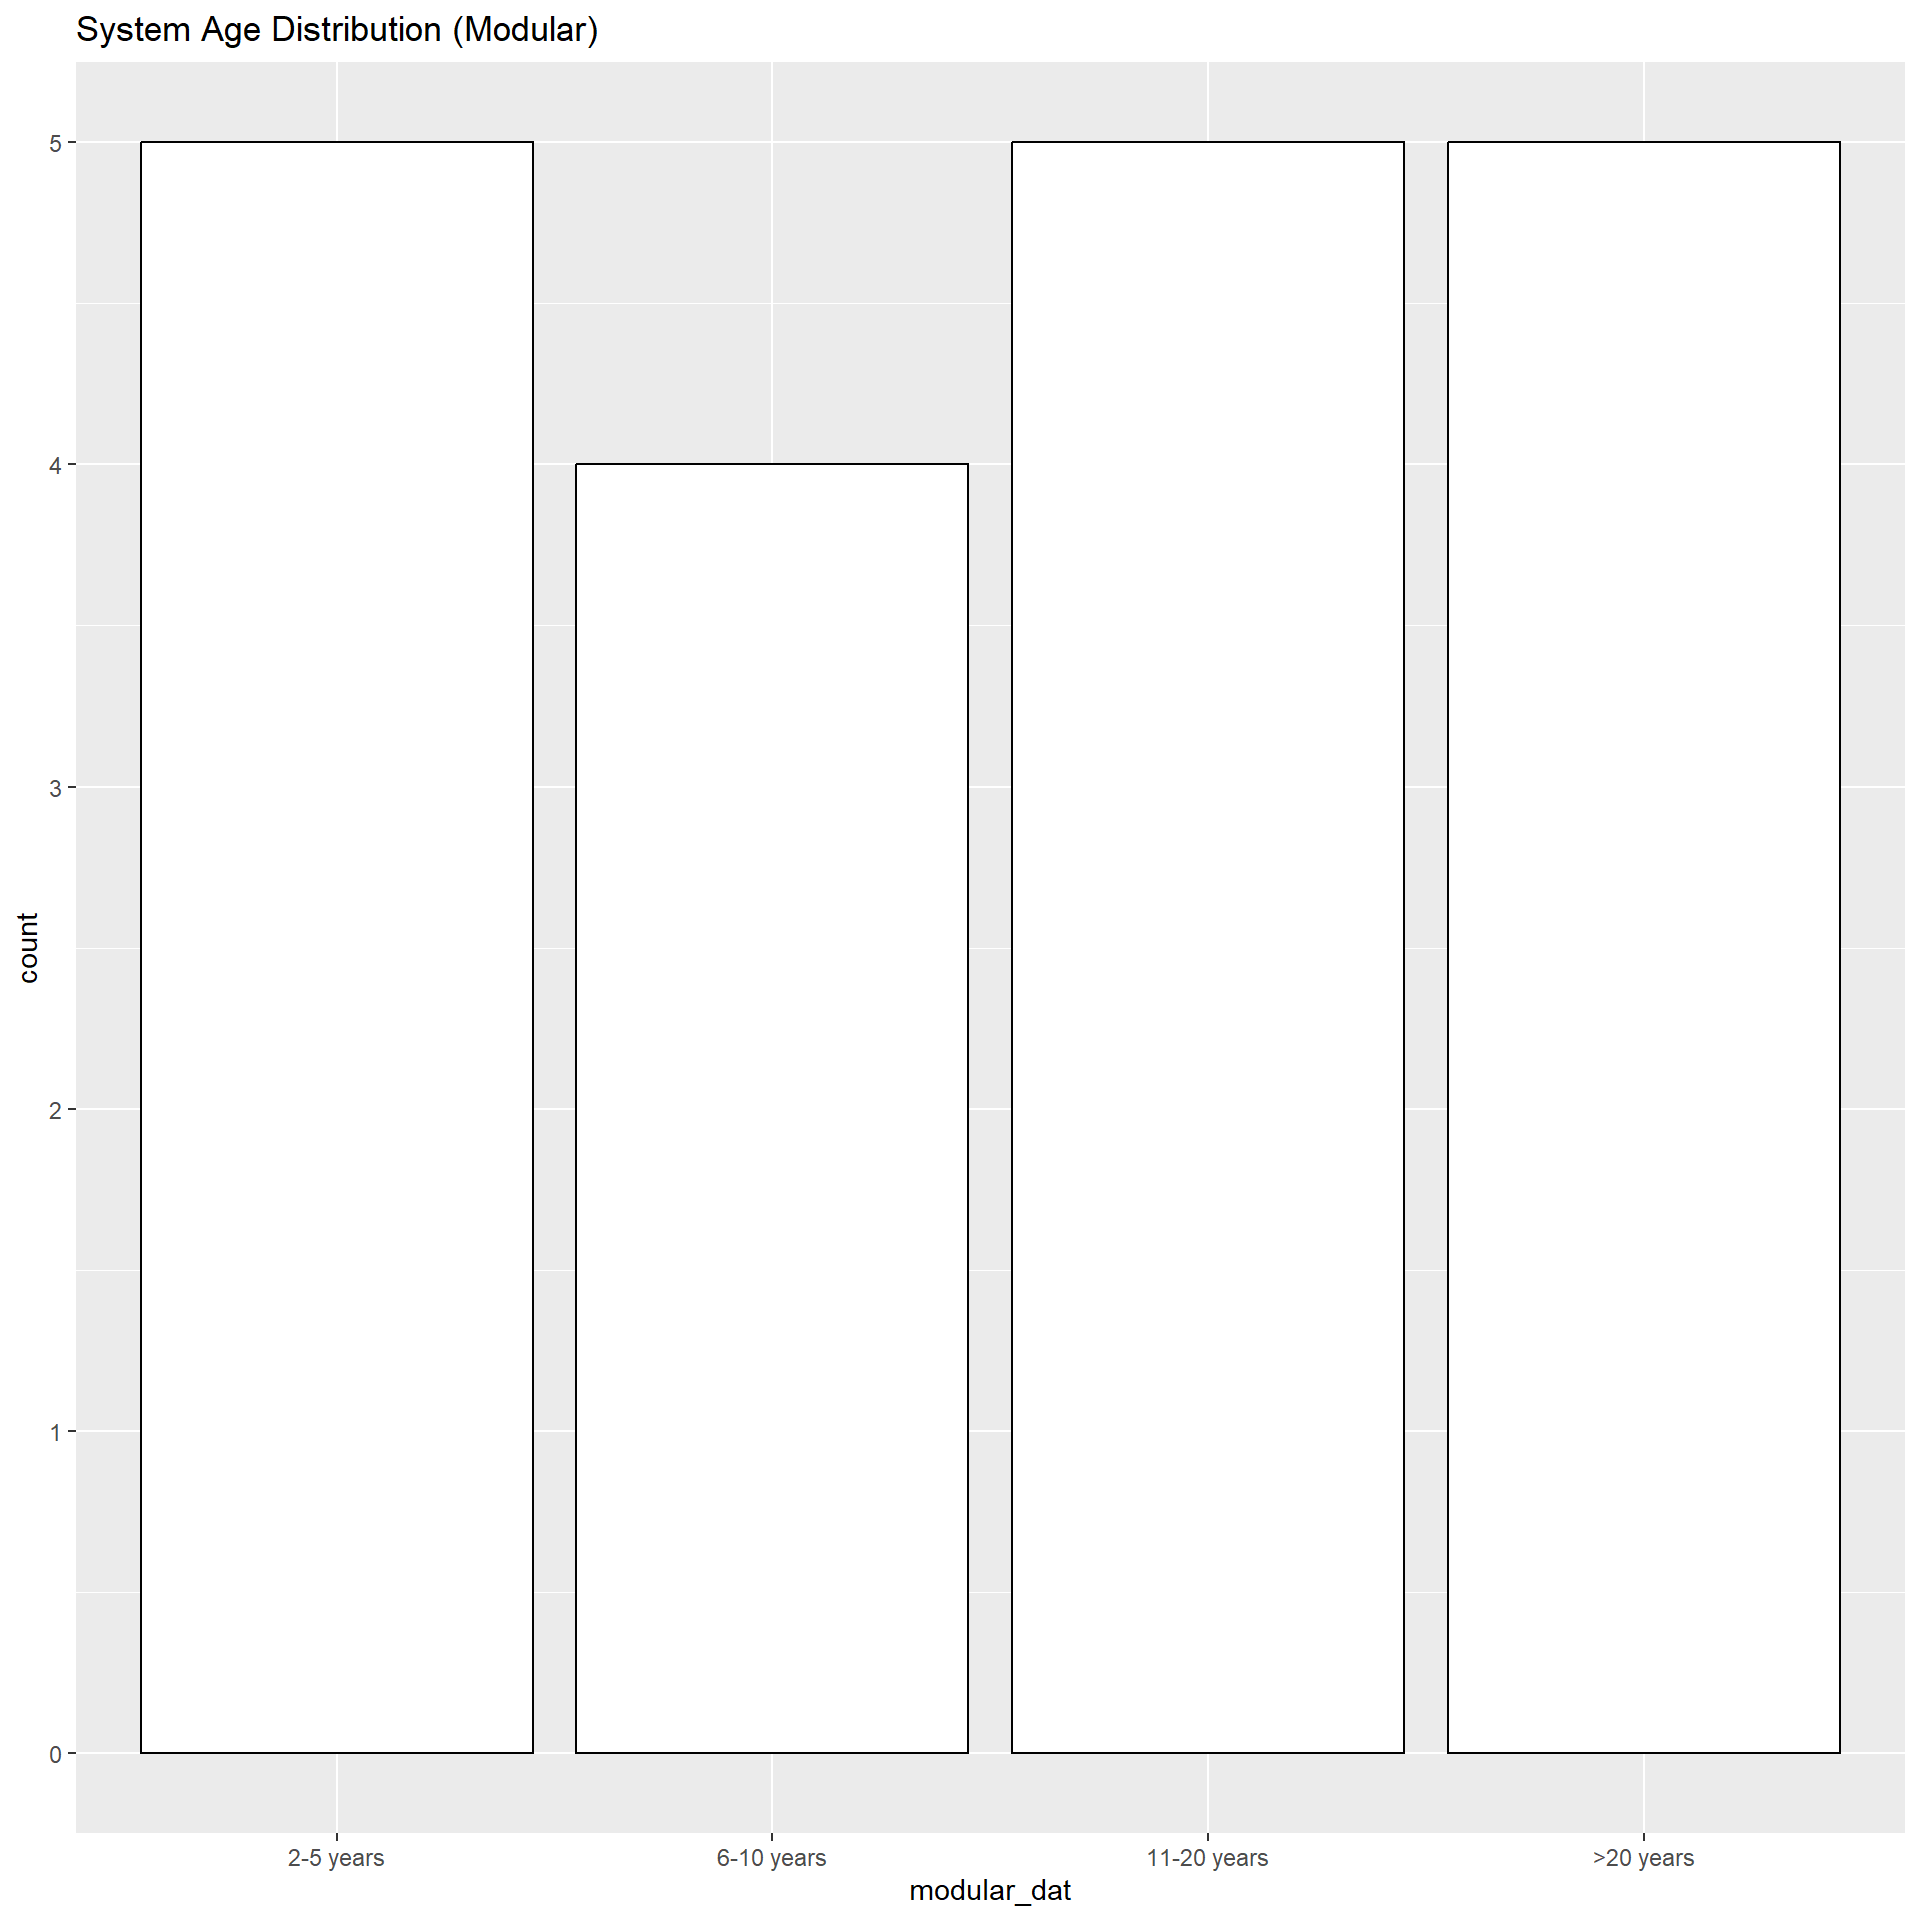 System Age Distribution (Modular)
5
4
3
2
1
0
count
2-5 years
6-10 years
11-20 years
>20 years
modular_dat